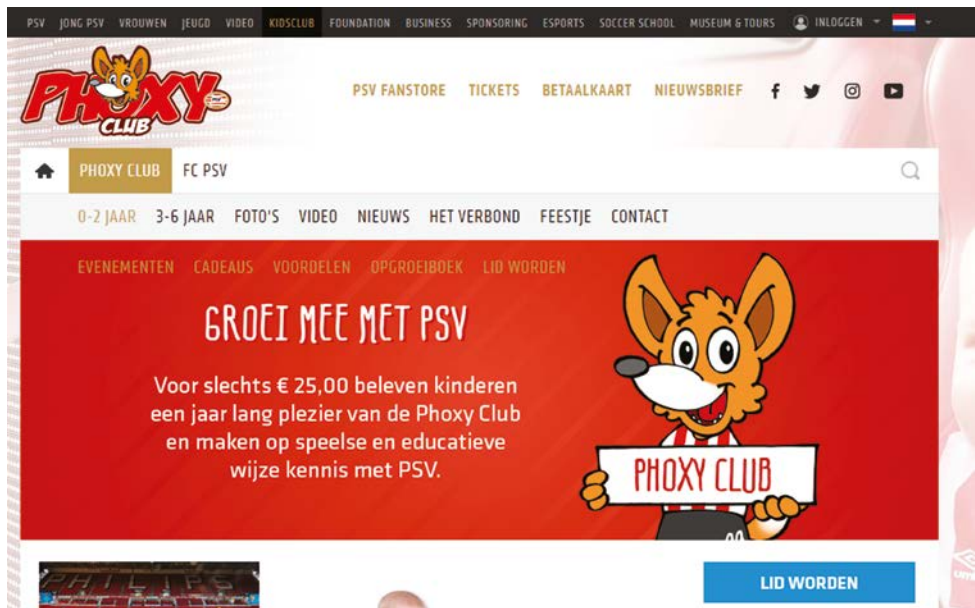 PSV JONG PSV VROUWEN JEUGD VIDEO KIDSCLUB FOUNDATION BUSINESS SPONSORING ESPORTS SOCCER SCHOOL MUSEUM & TOURS INLOGGEN
PHOXY
CLUB
PSV FANSTORE TICKETS BETAALKAART NIEUWSBRIEF
PHOXY CLUB FC PSV
0-2 JAAR 3-6 JAAR FOTO'S VIDEO NIEUWS HET VERBOND FEESTJE CONTACT
EVENEMENTEN CADEAUS VOORDELEN OPGROEIBOEK LID WORDEN
GROEI MEE MET PSV
Voor slechts € 25,00 beleven kinderen
een jaar lang plezier van de Phoxy Club
en maken op speelse en educatieve
wijze kennis met PSV.
PHOXY CLUB
PHILIPS
LID WORDEN